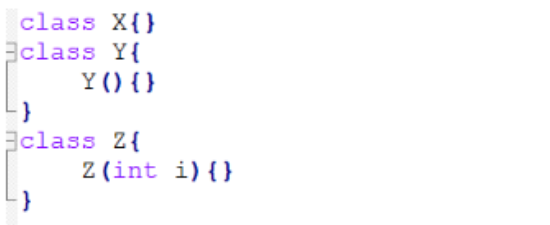 class X{}
class Y{
    Y(){}
}
class Z{
    Z(int i){}
}